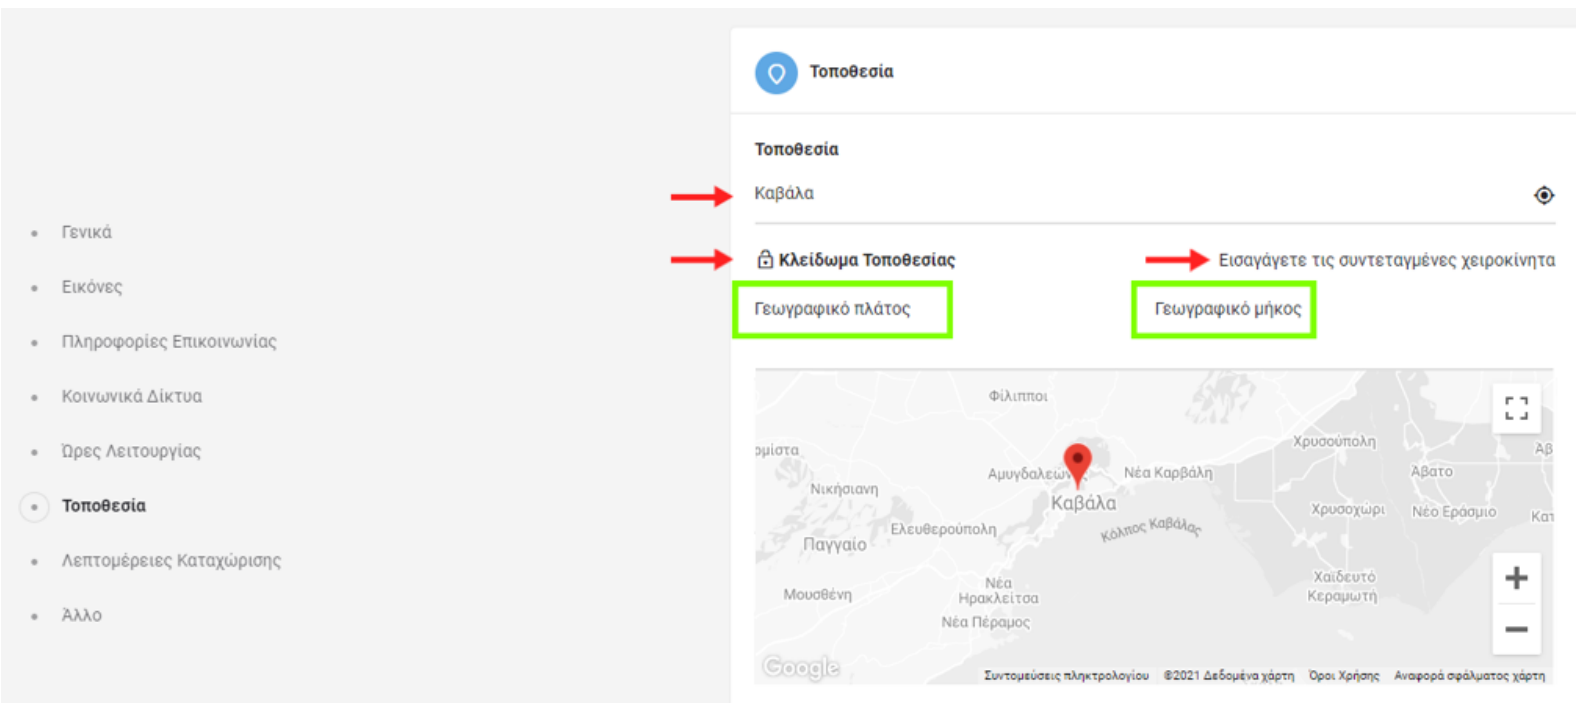 Τοποθεσία
Τοποθεσία
Καβάλα
Κλείδωμα Τοποθεσίας
Εισαγάγετε τις συντεταγμένες χειροκίνητα
Γεωγραφικό πλάτος
Γεωγραφικό μήκος
Γενικά
Εικόνες
Πληροφορίες Επικοινωνίας
Κοινωνικά Δίκτυα
Ώρες Λειτουργίας
Τοποθεσία
Λεπτομέρειες Καταχώρισης
Άλλο
Φίλιπποι
Χρυσούπολη
Νικήσιανη
Νέα Καρβάλη
Άβατο
Καβάλα
Χρυσοχώρι
Νέο Εράσμιο
Ελευθερούπολη
Κόλπος Καβάλας
Παγγαίο
Μουσθένη
Νέα
Ηρακλείτσα
Χαϊδευτό
Κεραμωτή
Νέα Πέραμος
Google
Συντομεύσεις πληκτρολογίου ©2021 Δεδομένα χάρτη Όροι Χρήσης Αναφορά σφάλματος χάρτη